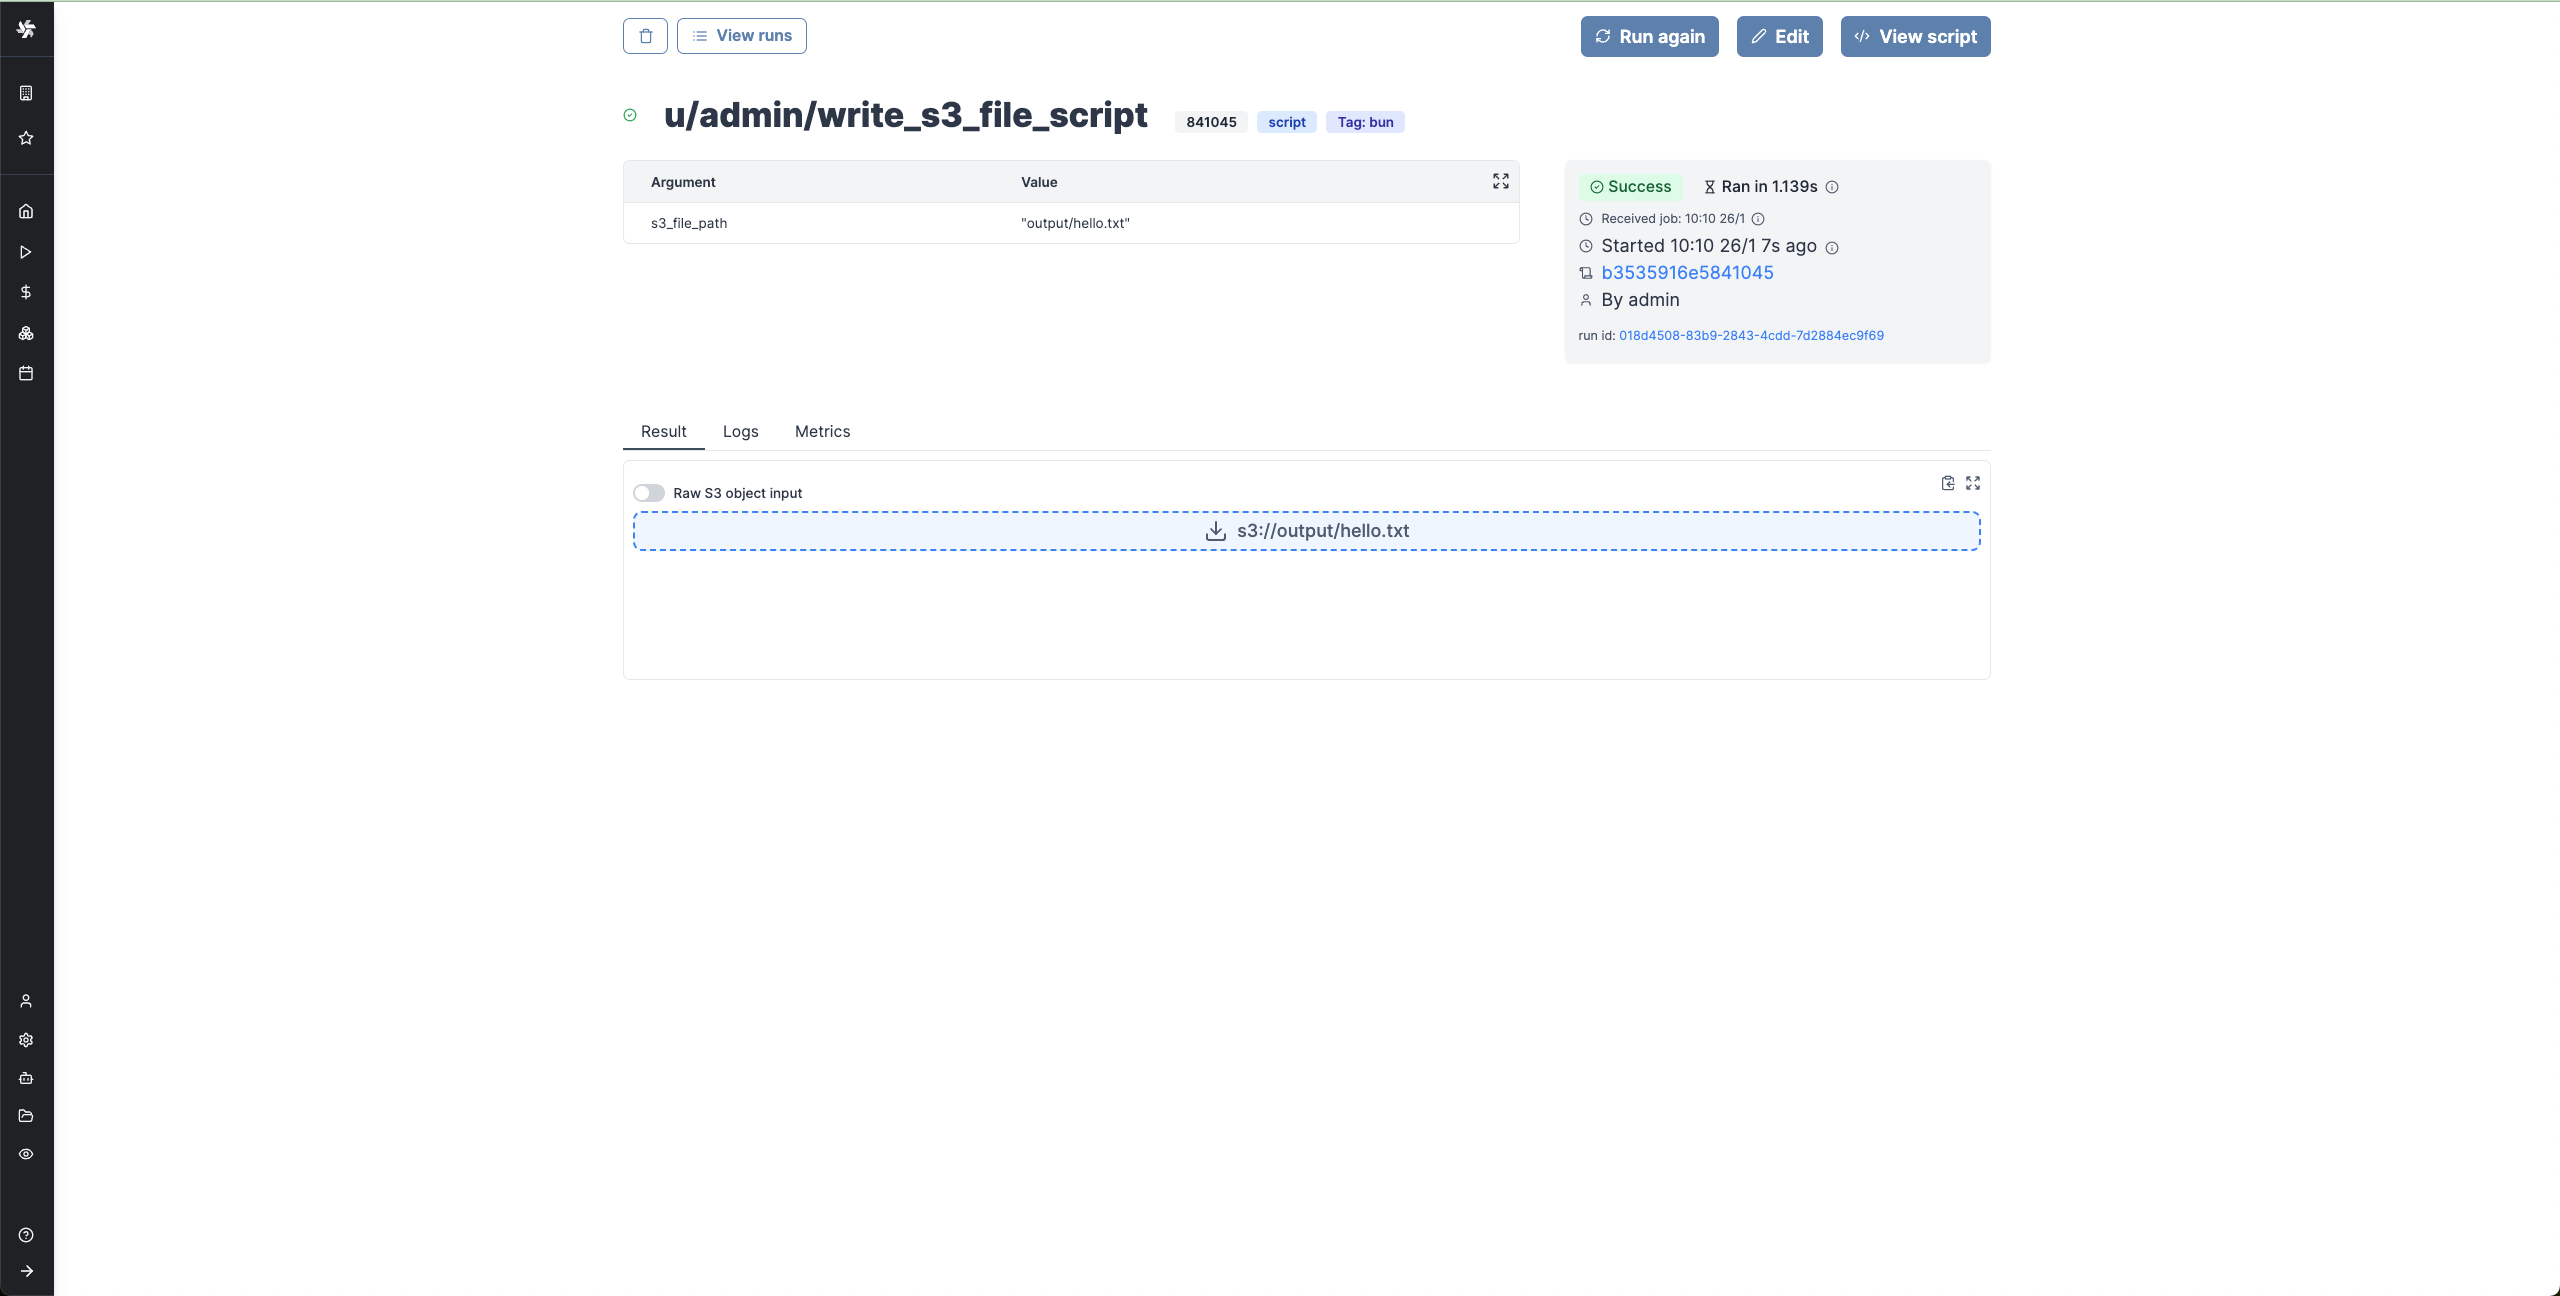 View runs
Run again
Edit
View script
u/admin/write_s3_file_script
841045
script
Tag: bun
Argument Value
s3_file_path "output/hello.txt"
Success Ran in 1.139s
Received job: 10:10 26/1
Started 10:10 26/1 7s ago
b3535916e5841045
By admin
run id: 018d4508-83b9-2843-4cdd-7d2884ec9f69
Result Logs Metrics
Raw S3 object input
s3://output/hello.txt